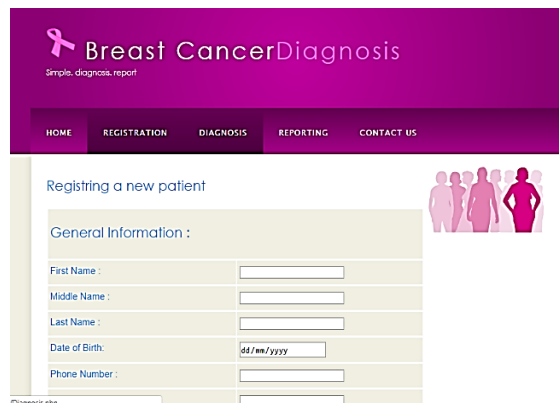 Breast CancerDiagnosis
Simple. diagnosis. report
HOME REGISTRATION DIAGNOSIS REPORTING CONTACT US
Registring a new patient
General Information :
First Name :
Middle Name :
Last Name :
Date of Birth: dd/mm/yyyy
Phone Number :